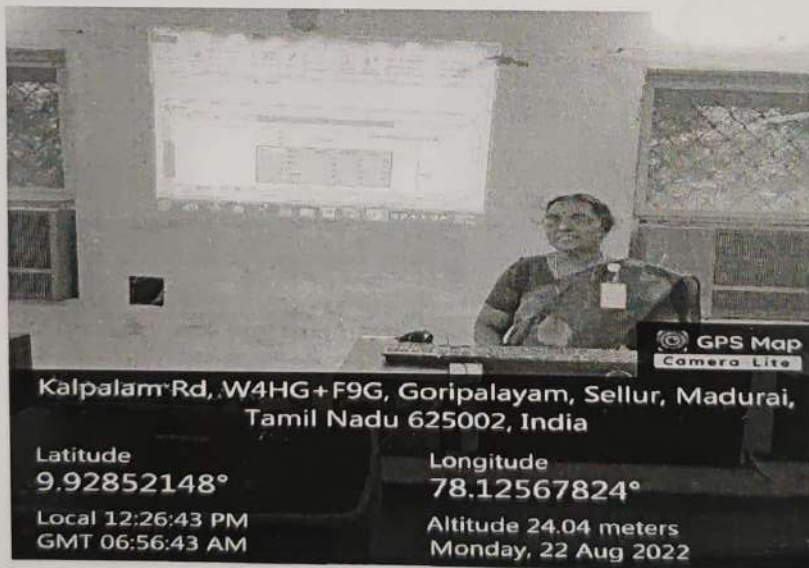 GPS Map
Camera Lite
Kalpalam Rd, W4HG+F9G, Goripalayam, Sellur, Madurai,
Tamil Nadu 625002, India
Latitude
9.92852148°
Longitude
78.12567824°
Local 12:26:43 PM
GMT 06:56:43 AM
Altitude 24.04 meters
Monday, 22 Aug 2022